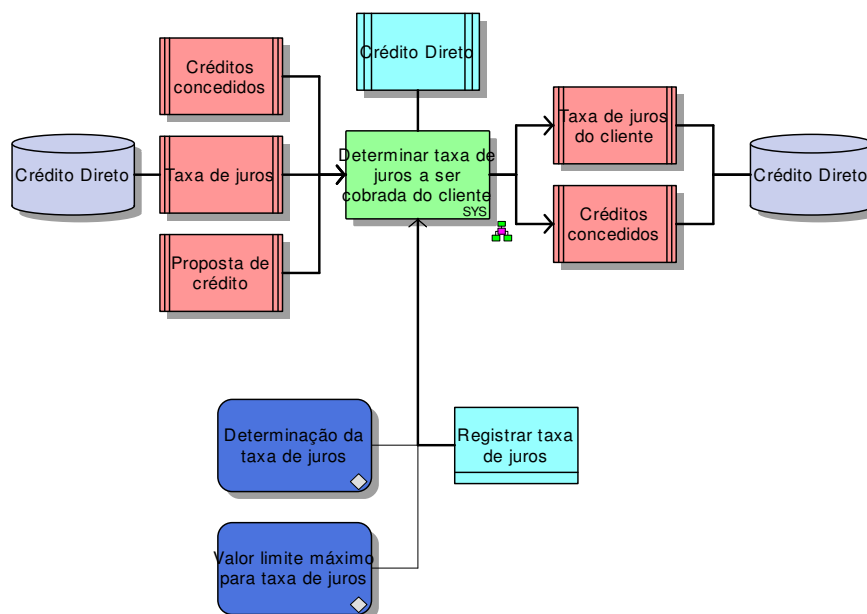 Créditos
concedidos
Crédito Direto
Taxa de juros
do cliente
Crédito Direto
Taxa de juros
Determinar taxa de
juros a ser
cobrada do cliente
SYS
Crédito Direto
Proposta de
crédito
Créditos
concedidos
Determinação da
taxa de juros
Registrar taxa
de juros
Valor limite máximo
para taxa de juros